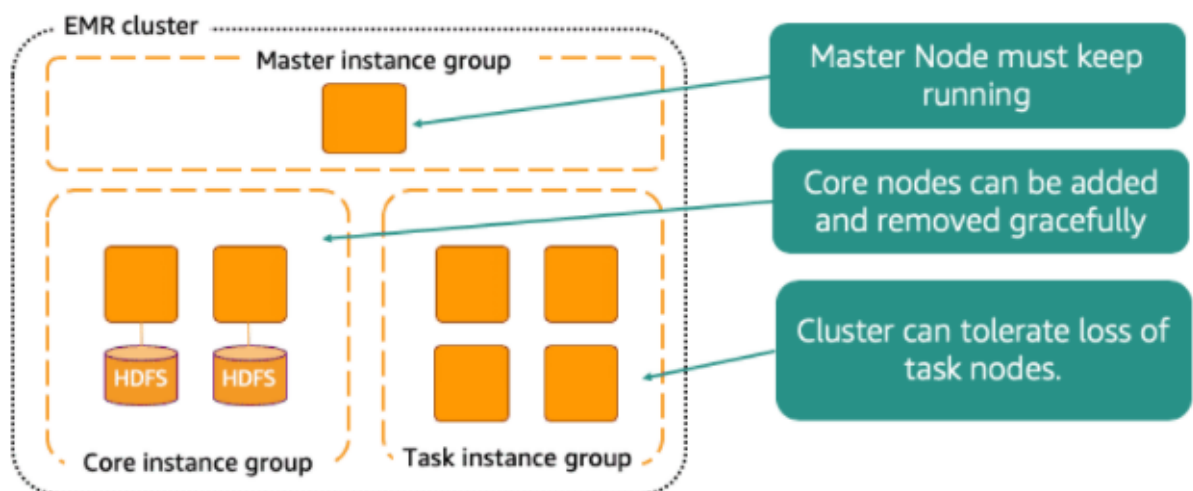 EMR cluster
Master instance group
Master Node must keep
running
Core nodes can be added
and removed gracefully
HDFS
HDFS
Cluster can tolerate loss of
task nodes.
Core instance group
Task instance group